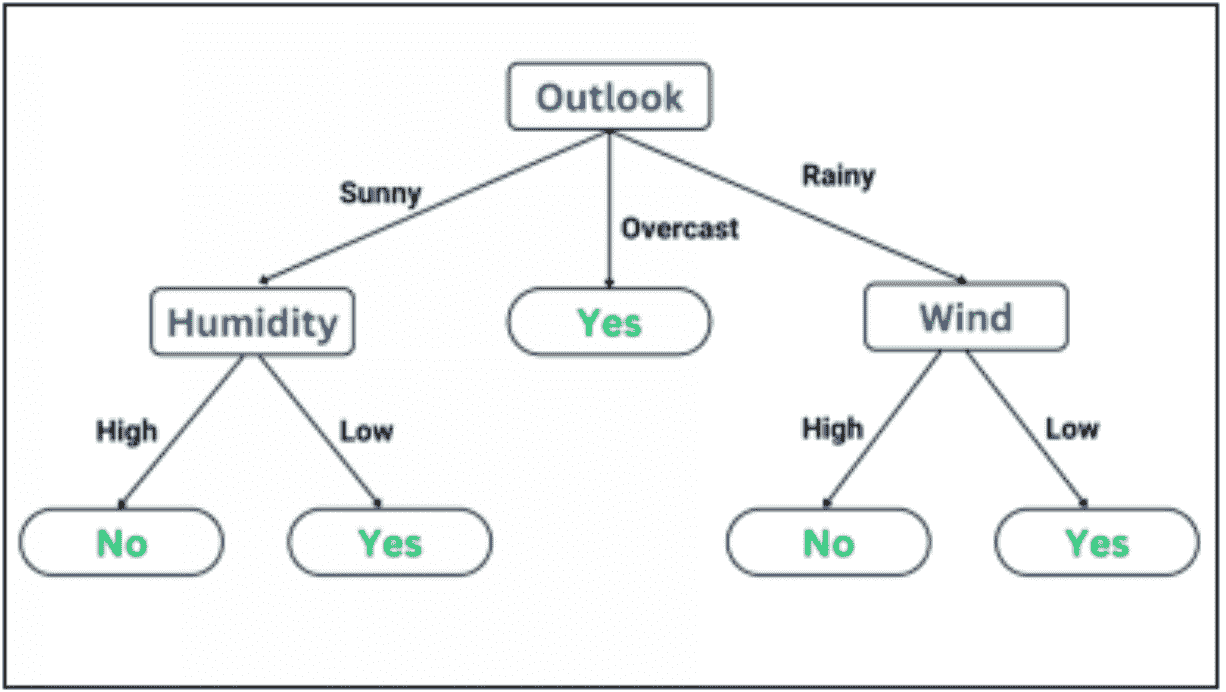 Outlook
Sunny
Overcast
Rainy
Humidity
Yes
Wind
High
Low
High
Low
No
Yes
No
Yes